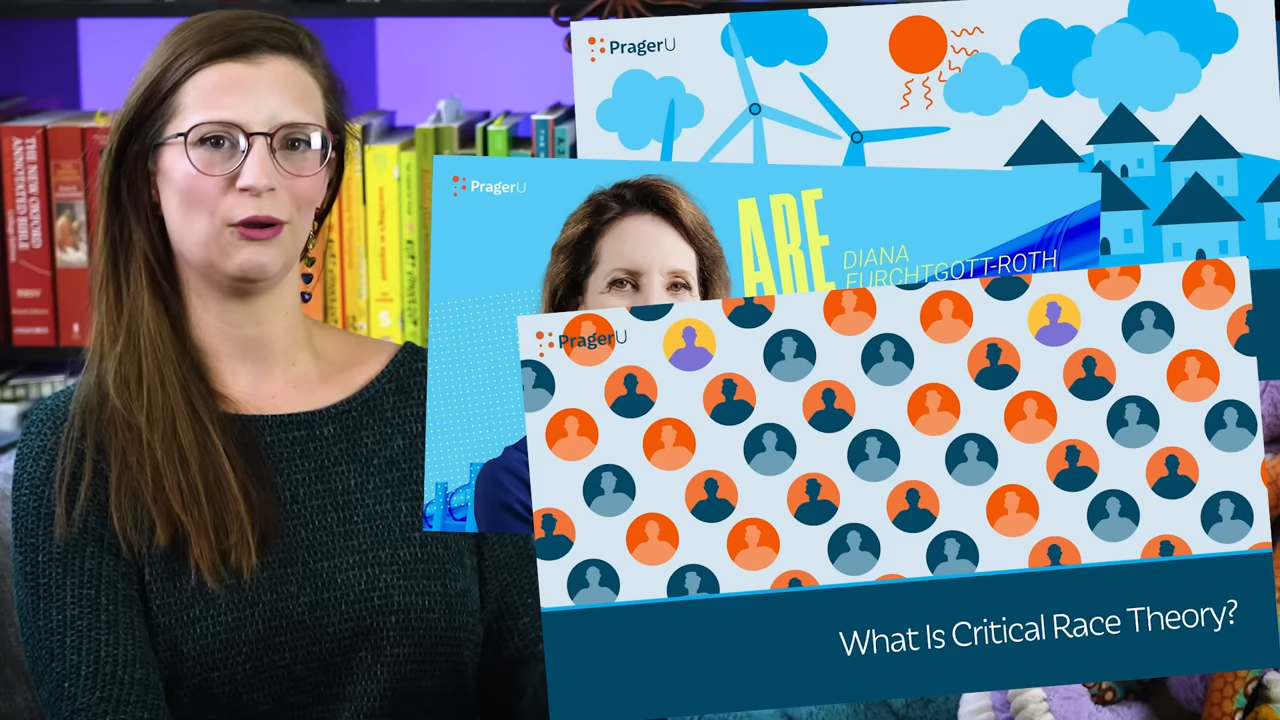 THE NEW OXFORD
ANNOTATED BIBLE
PragerU
PragerU
ARE
DIANA
FURCHTGOTT-ROTH
PragerU
What Is Critical Race Theory?